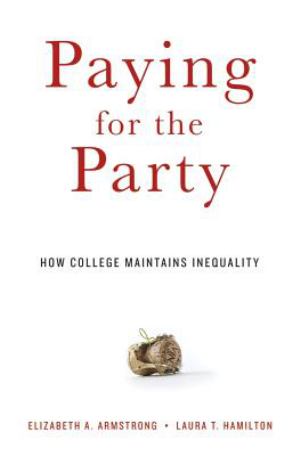 Paying
for the
Party
HOW COLLEGE MAINTAINS INEQUALITY
ELIZABETH A. ARMSTRONG • LAURA T. HAMILTON